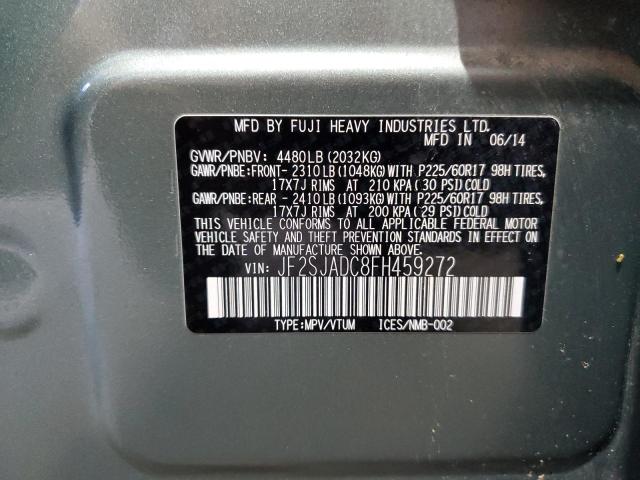 MFD BY FUJI HEAVY INDUSTRIES LTD.
MFD IN 06/14
GVWR/PNBV: 4480LB (2032KG)
GAWR/PNBE:FRONT- 2310LB (1048KG) WITH P225/60R17 98H TIRES,
17X7J RIMS AT 210 KPA (30 PSI) COLD
GAWR/PNBE:REAR - 2410LB (1093KG) WITH P225/60R17 98H TIRES,
17X7J RIMS AT 200 KPA (29 PSI) COLD
THIS VEHICLE CONFORMS TO ALL APPLICABLE FEDERAL MOTOR
VEHICLE SAFETY AND THEFT PREVENTION STANDARDS IN EFFECT
ON THE DATE OF MANUFACTURE SHOWN ABOVE.
VIN: JF2SJADC8FH459272
TYPE:MPV/VTUM ICES/NMB-002